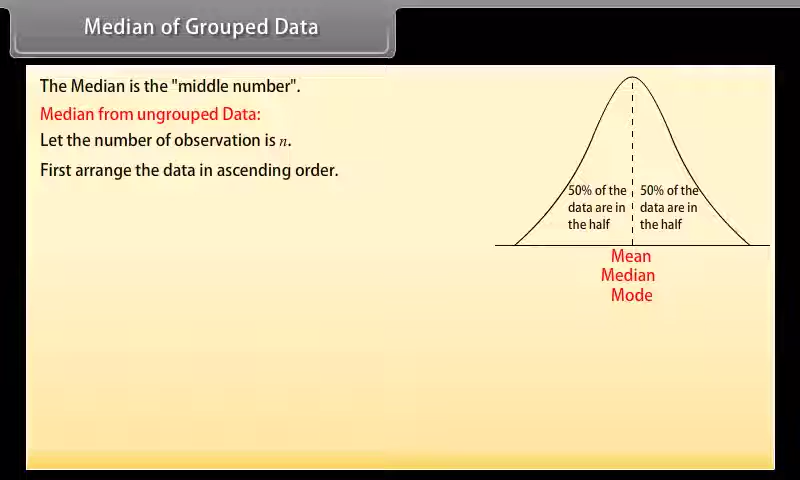 Median of Grouped Data
The Median is the "middle number".
Median from ungrouped Data:
Let the number of observation is n.
First arrange the data in ascending order.
50% of the
data are in
the half
50% of the
data are in
the half
Mean
Median
Mode